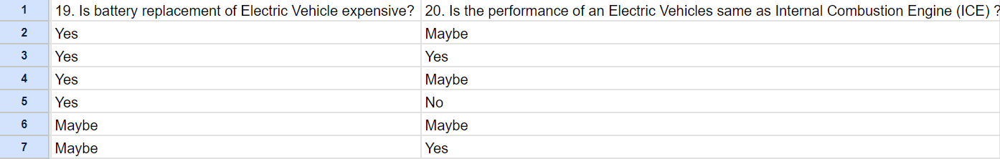 1 19. Is battery replacement of Electric Vehicle expensive? 20. Is the performance of an Electric Vehicles same as Internal Combustion Engine (ICE) ?
2 Yes Maybe
3 Yes Yes
4 Yes Maybe
5 Yes No
6 Maybe Maybe
7 Maybe Yes